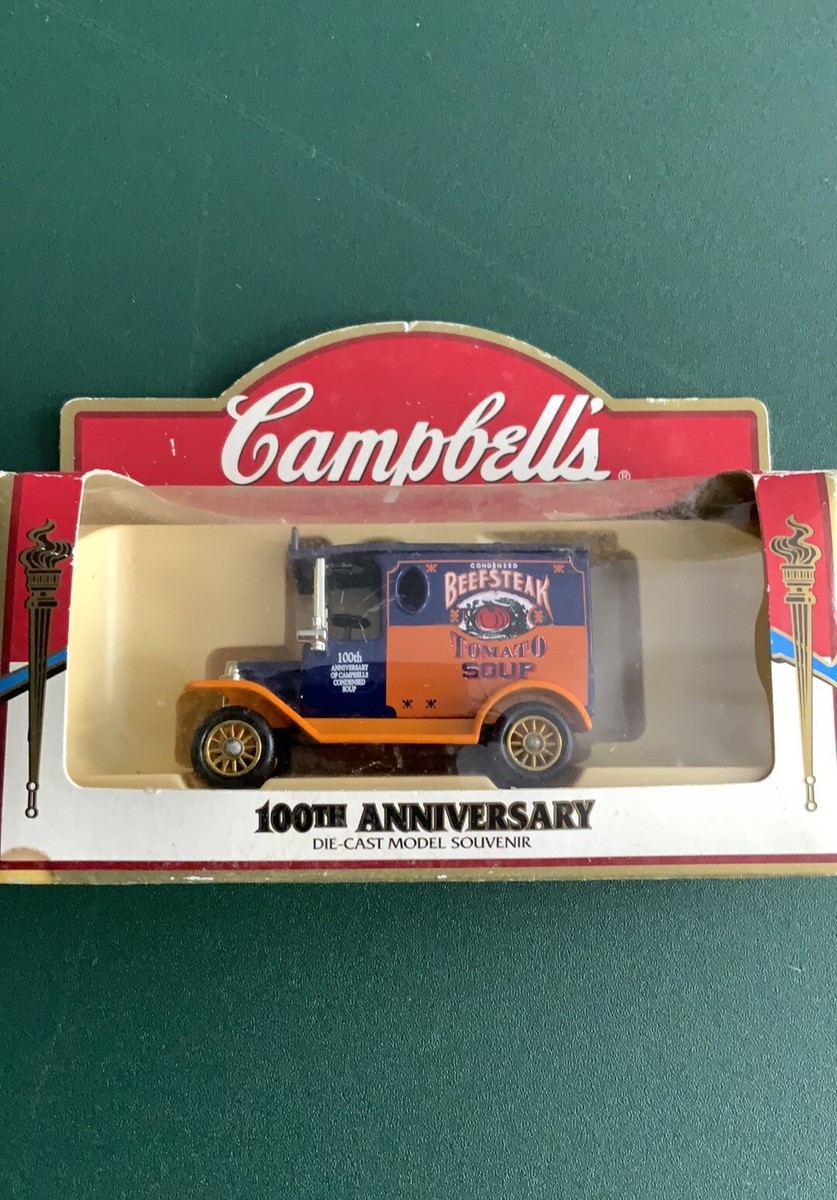 Campbell's®
CONDENSED
BEEFSTEAK
TOMATO
SOUP
100th
ANNIVERSARY
OF CAMPBELLS
CONDENSED
SOUP
100TH ANNIVERSARY
DIE-CAST MODEL SOUVENIR